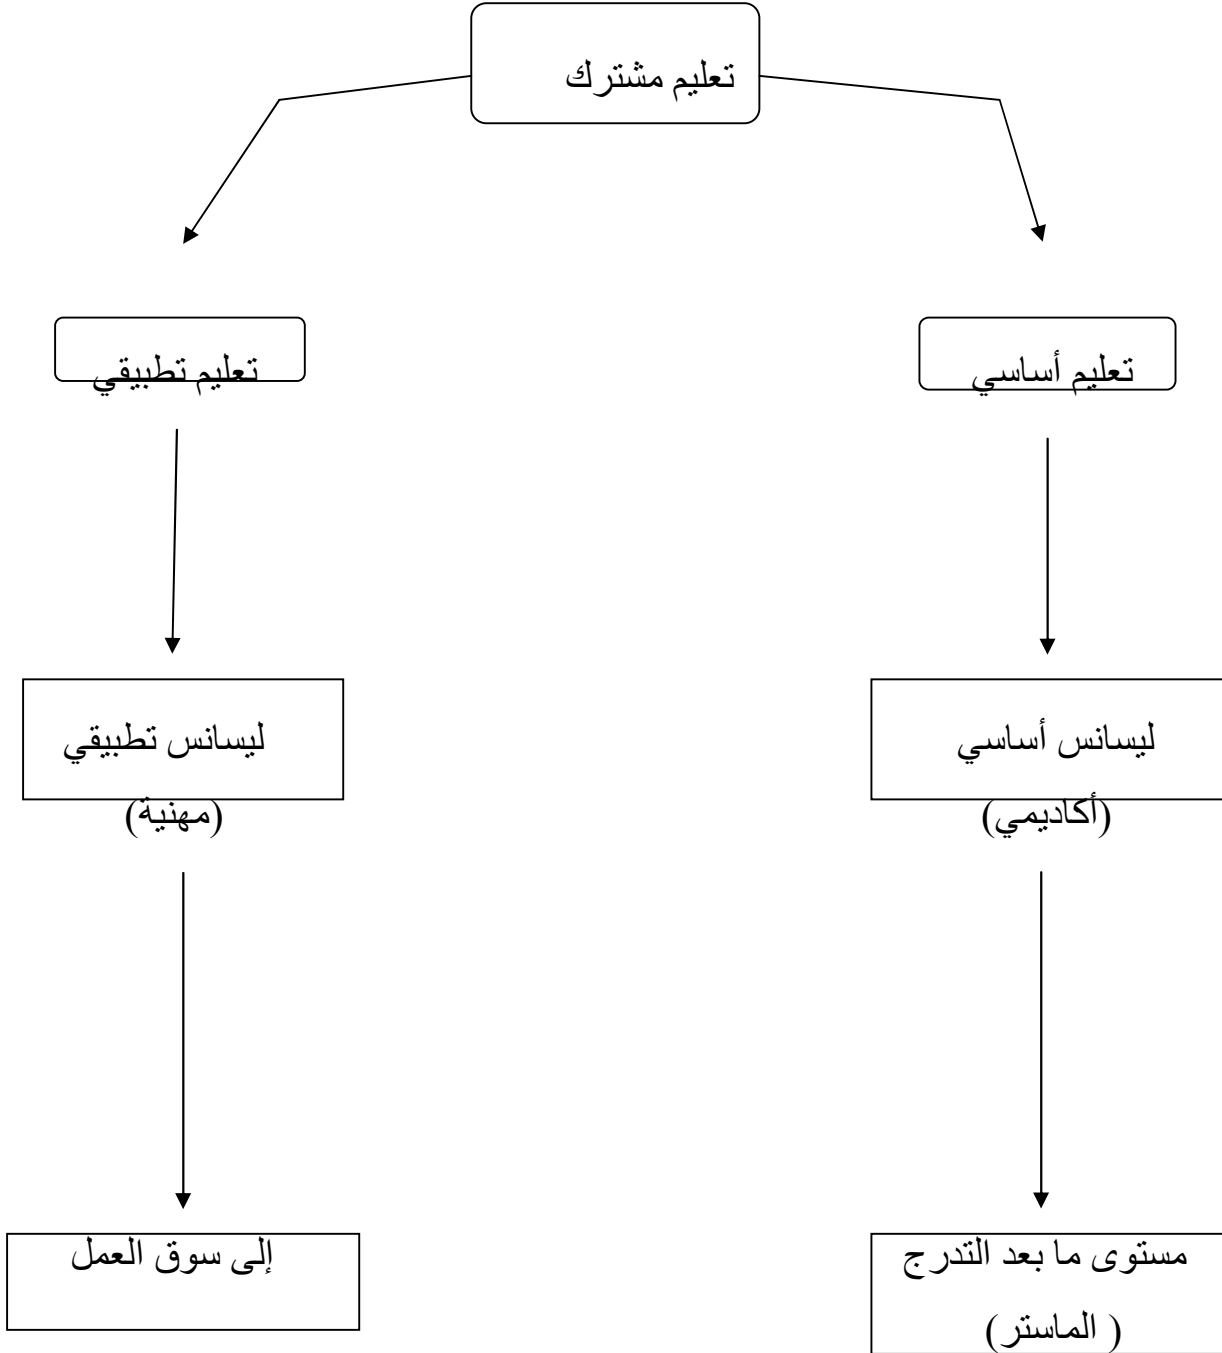 تعليم مشترك
تعليم أساسي
تعليم تطبيقي
ليسانس أساسي
(أكاديمي)
ليسانس تطبيقي
(مهنية)
مستوى ما بعد التدرج
( الماستر)
إلى سوق العمل